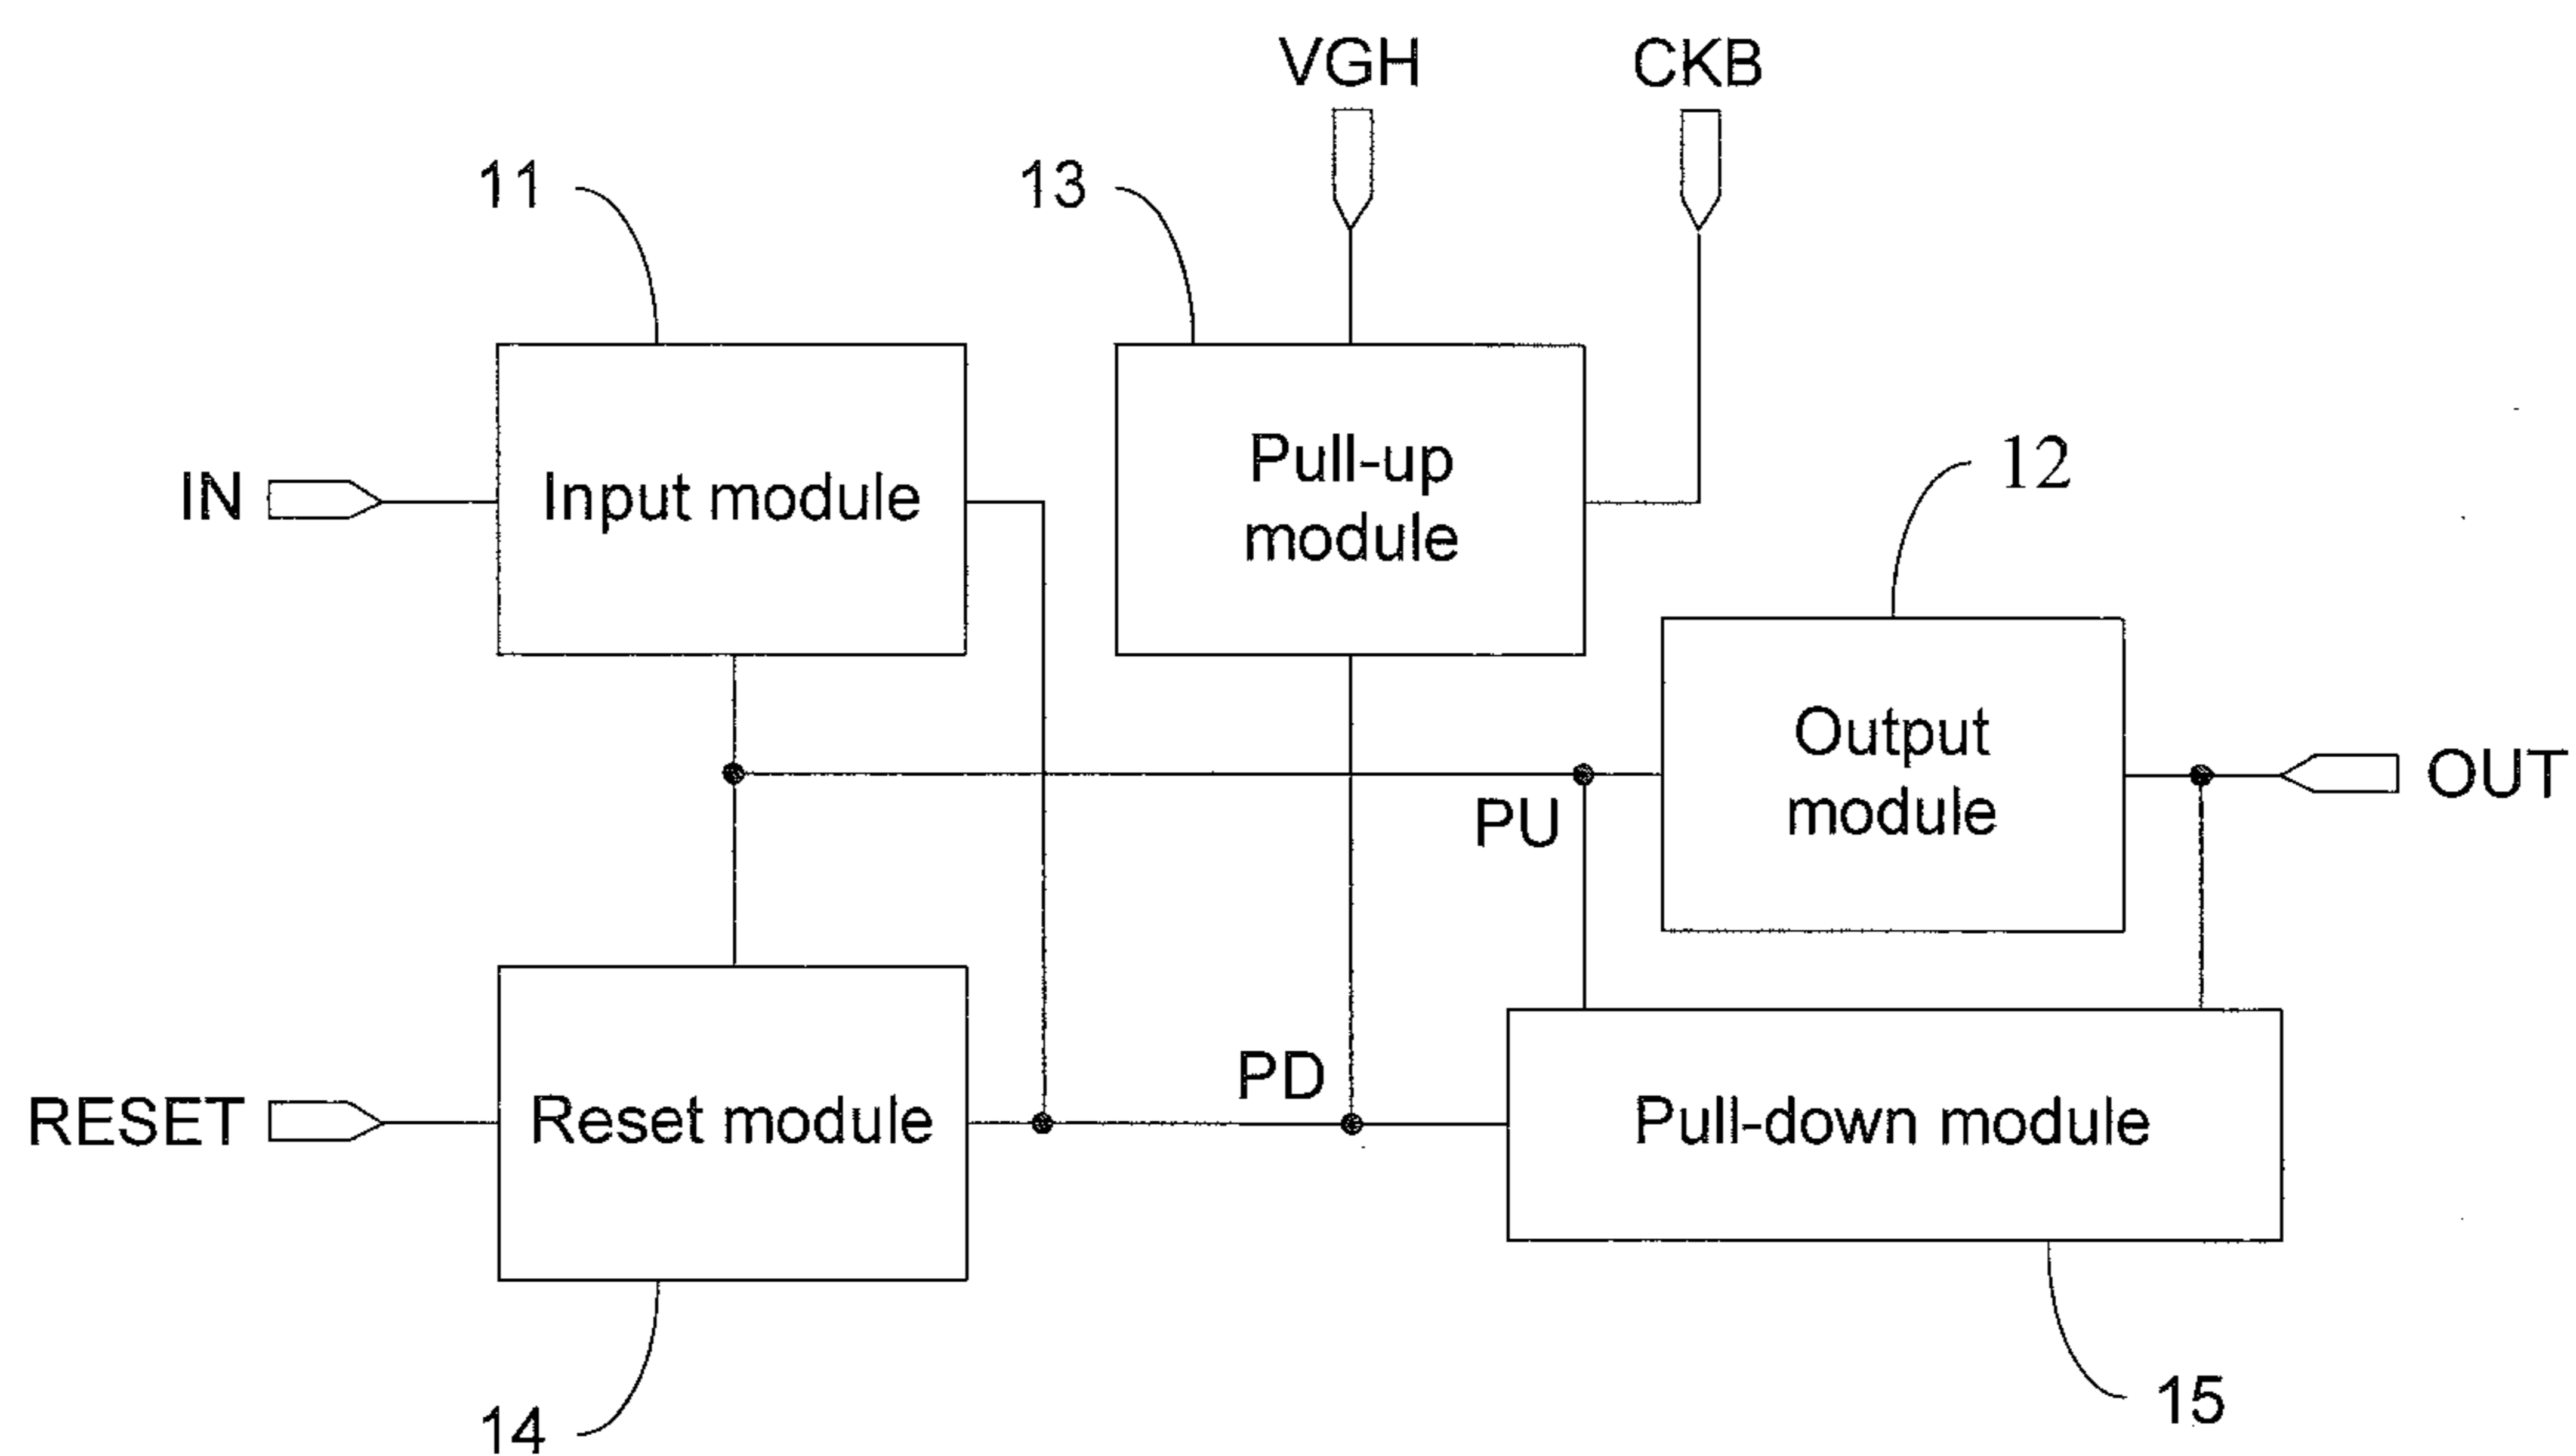 VGH
CKB
11
13
12
IN
Input module
Pull-up
module
Output
module
OUT
PU
PD
RESET
Reset module
Pull-down module
14
15